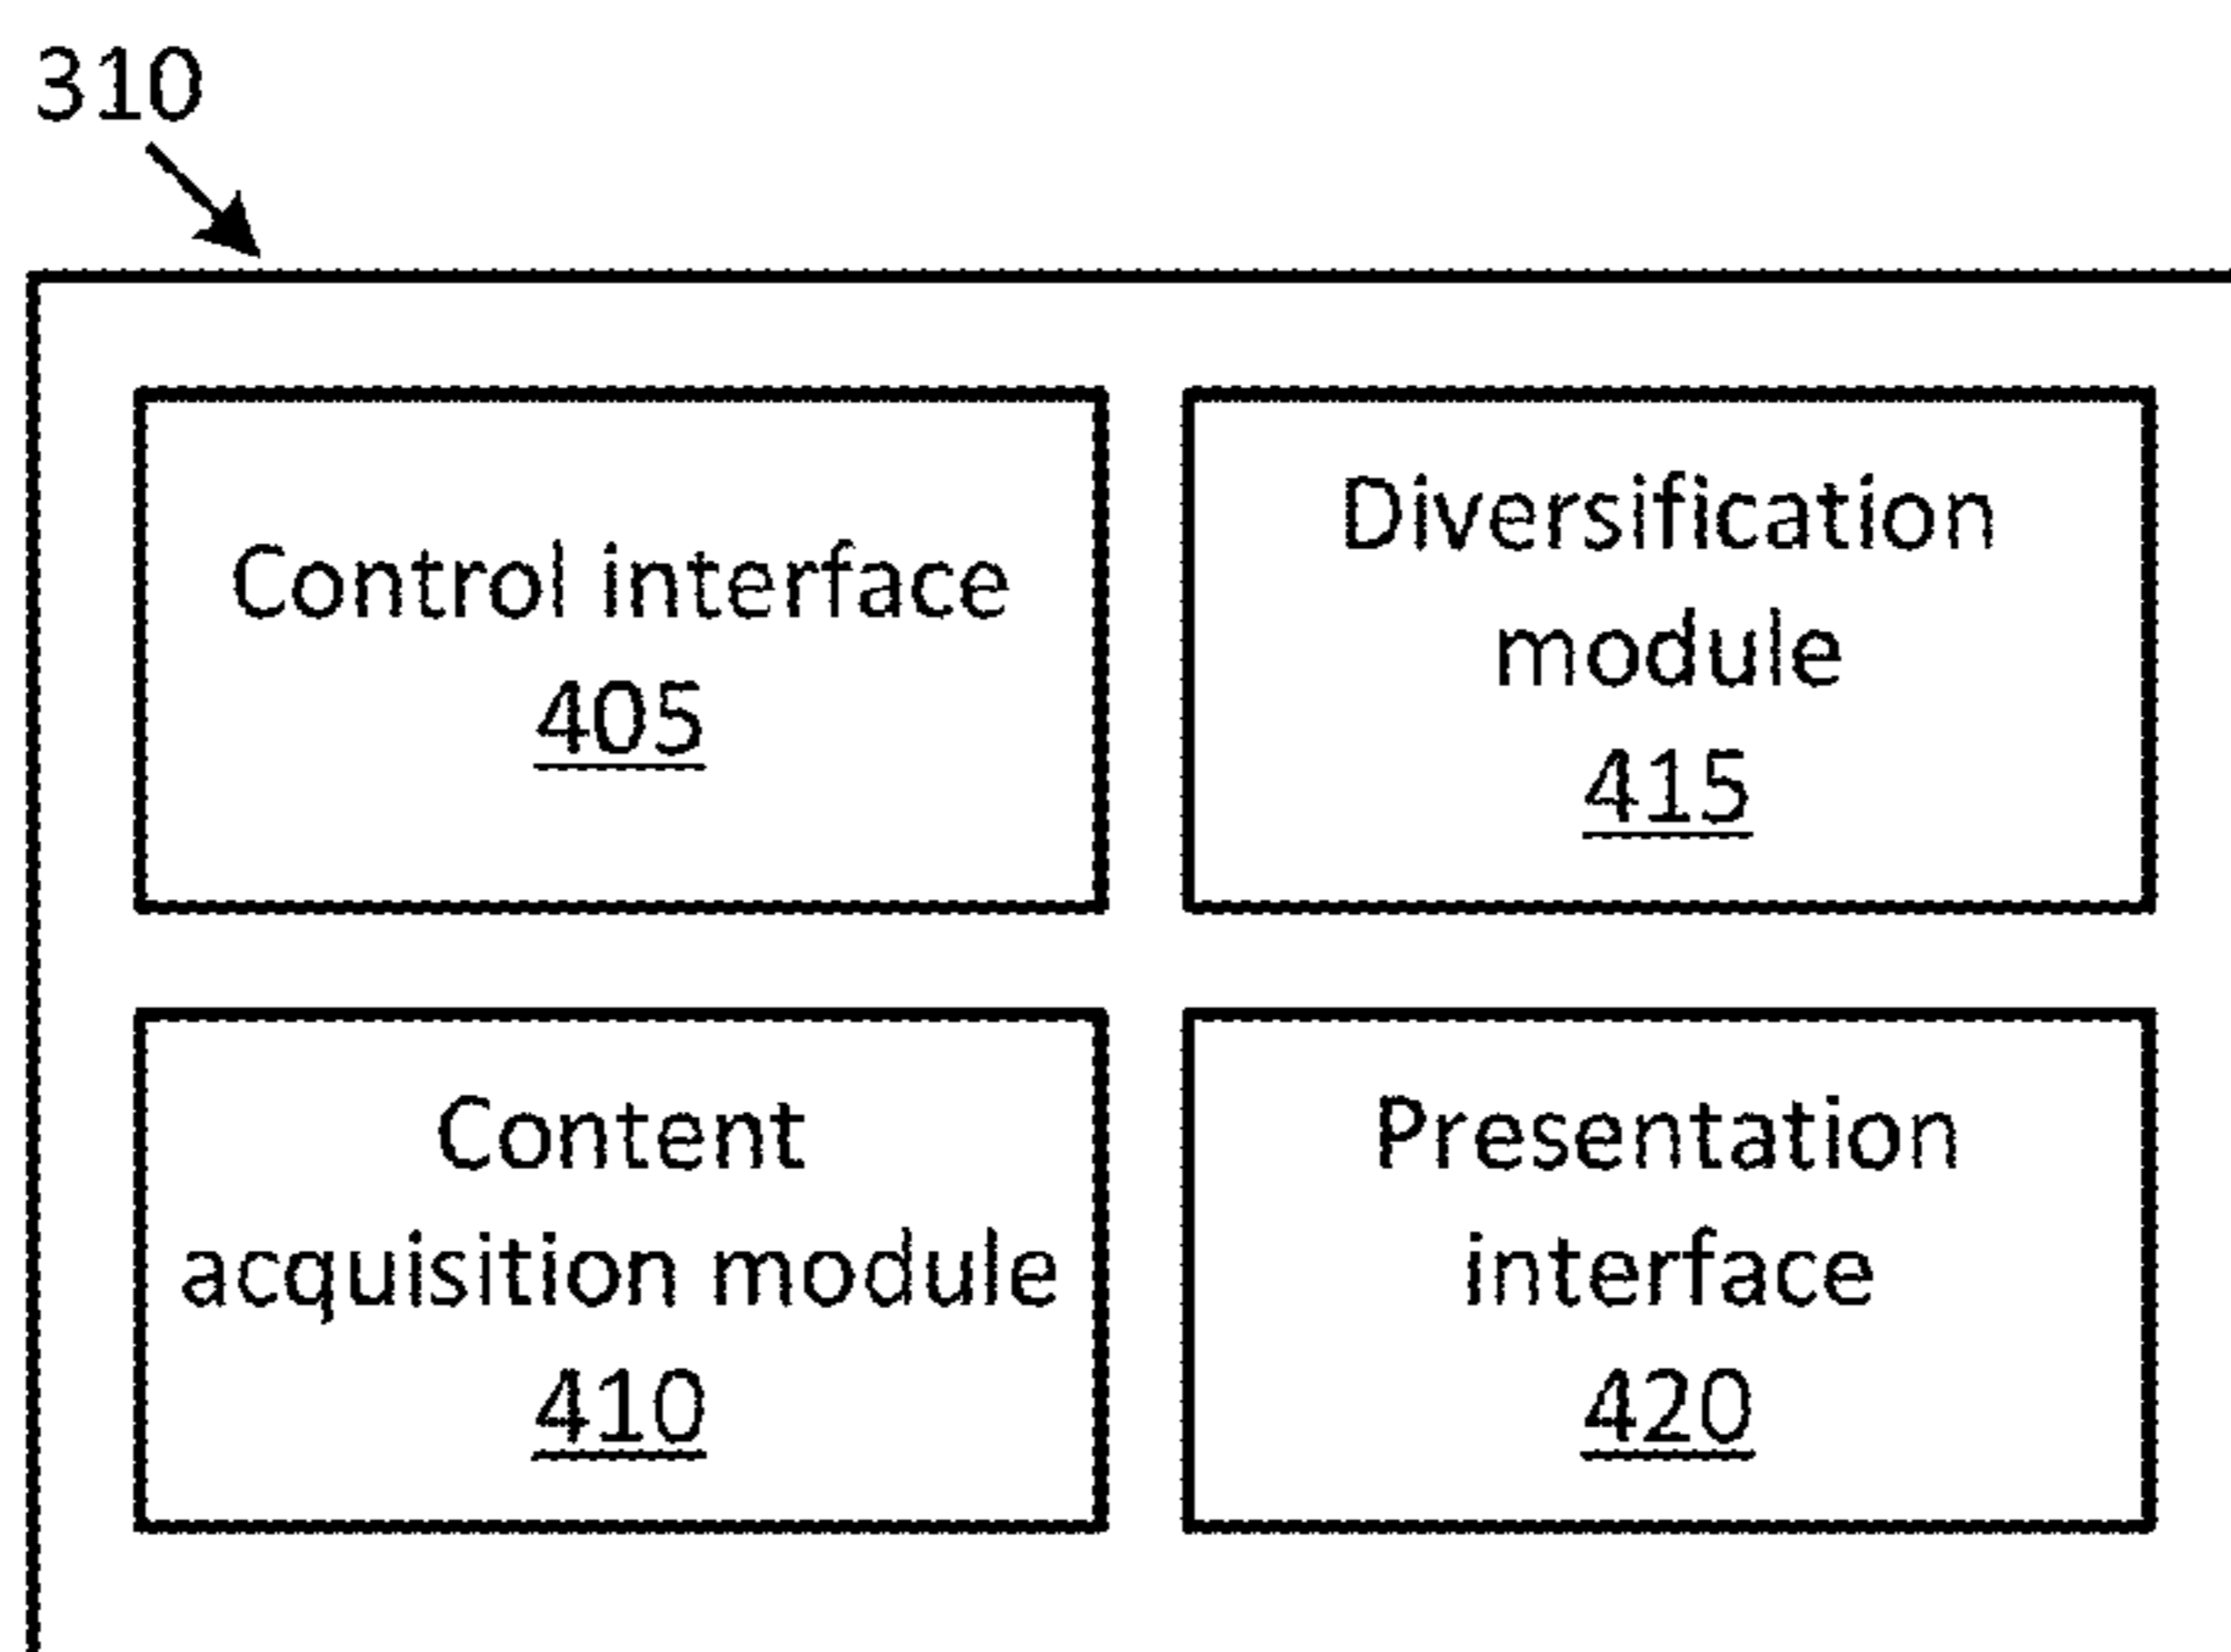 310
Control interface
405
Diversification
module
415
Content
acquisition module
410
Presentation
interface
420